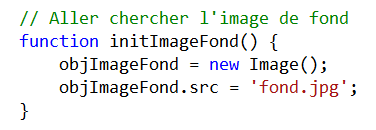 // Aller chercher l'image de fond
function initImageFond() {
    objImageFond = new Image();
    objImageFond.src = 'fond.jpg';
}